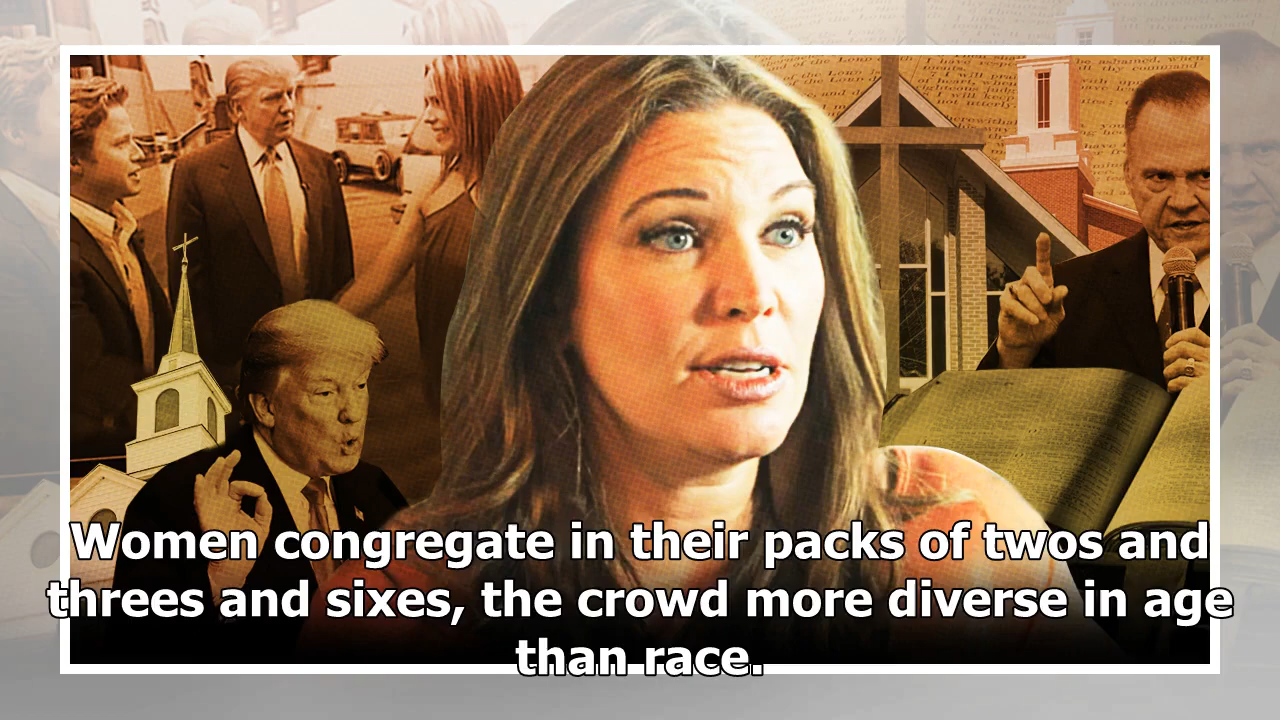 Women congregate in their packs of twos and
threes and sixes, the crowd more diverse in age
than race.